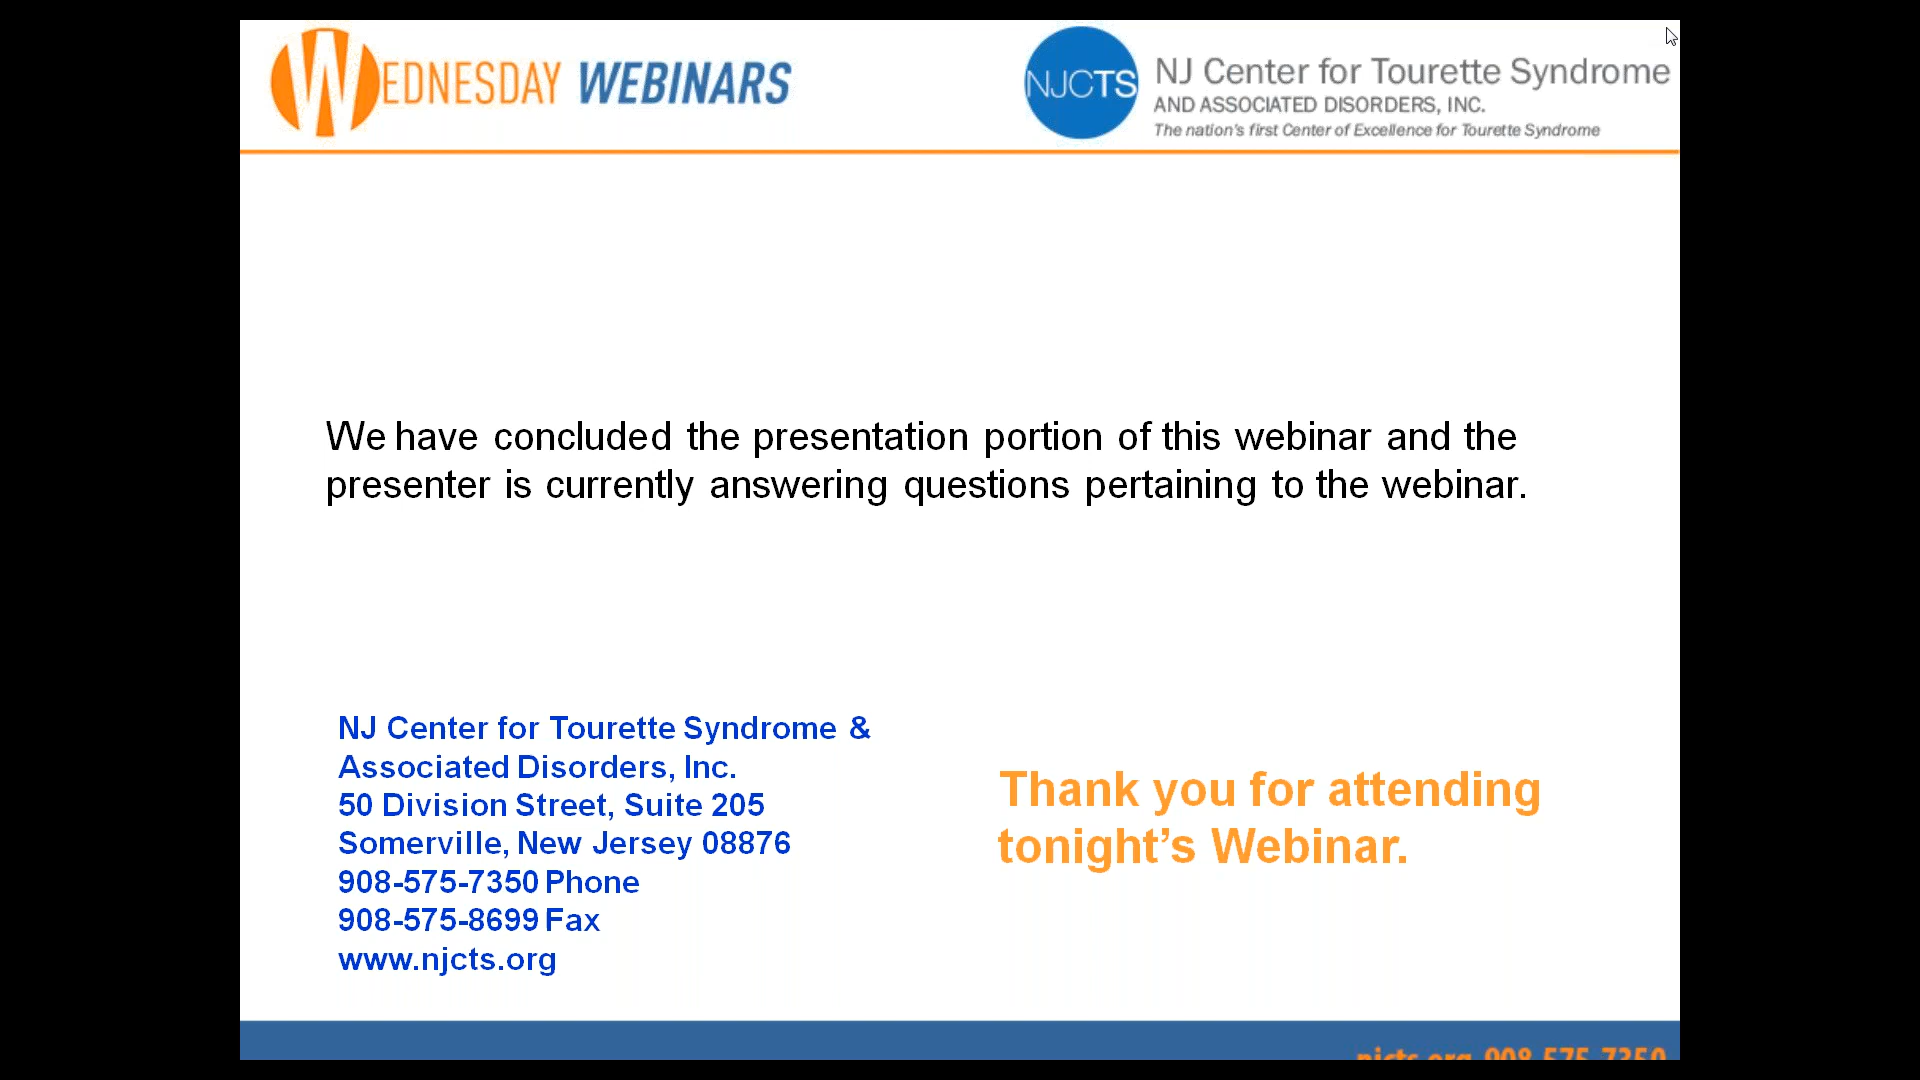 WEDNESDAY WEBINARS
NJCTS
NJ Center for Tourette Syndrome
AND ASSOCIATED DISORDERS, INC.
The nation's first Center of Excellence for Tourette Syndrome
We have concluded the presentation portion of this webinar and the
presenter is currently answering questions pertaining to the webinar.
NJ Center for Tourette Syndrome &
Associated Disorders, Inc.
50 Division Street, Suite 205
Somerville, New Jersey 08876
908-575-7350 Phone
908-575-8699 Fax
www.njcts.org
Thank you for attending
tonight’s Webinar.
njcts.org 908-575-7350